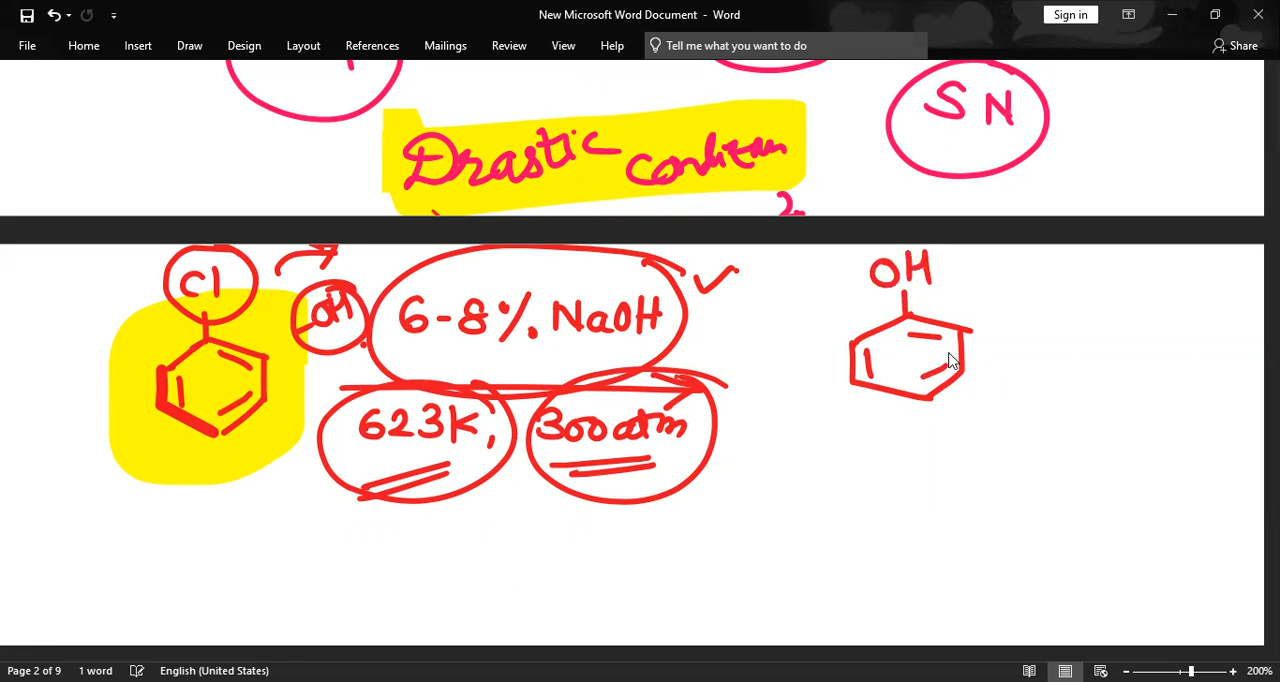 New Microsoft Word Document - Word
Sign in
File Home Insert Draw Design Layout References Mailings Review View Help Tell me what you want to do Share
SN
Drastic condition
Cl
OH
6-8% NaOH
OH
623K, 300atm
Page 2 of 9 1 word English (United States) 200%